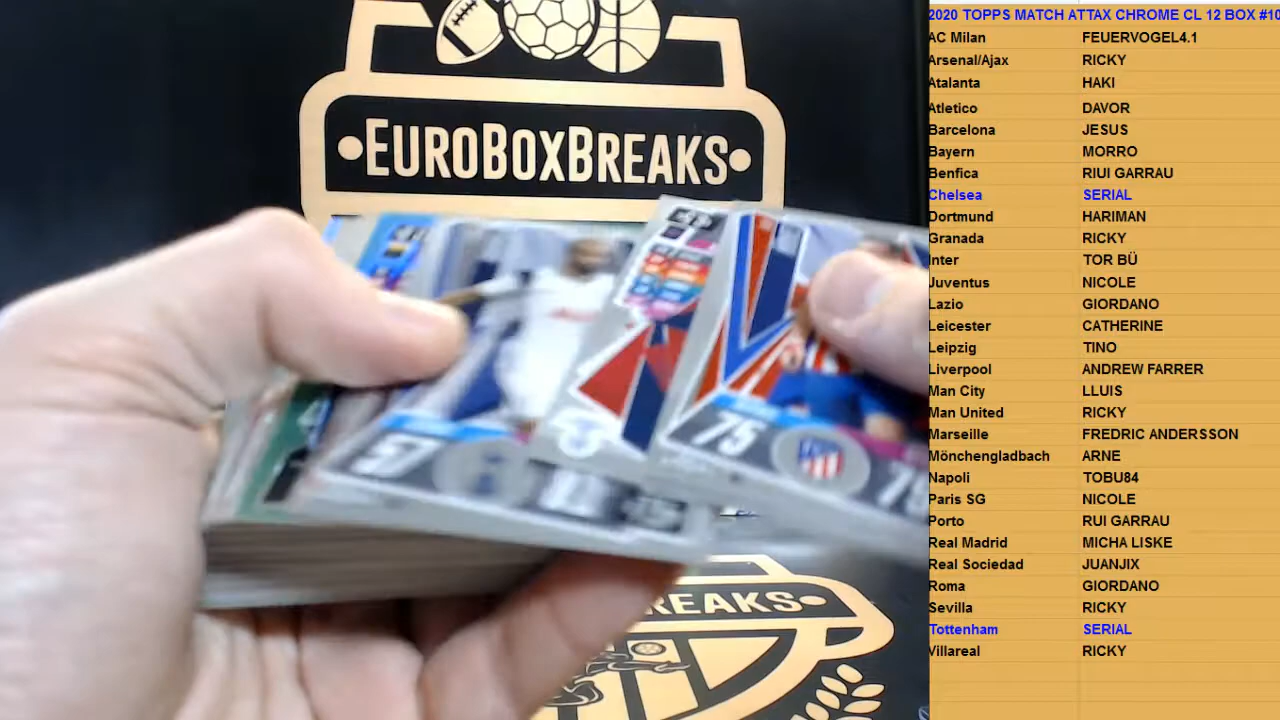 •EUROBOXBREAKS•
57
75
REAKS•
2020 TOPPS MATCH ATTAX CHROME CL 12 BOX #10
AC Milan FEUERVOGEL4.1
Arsenal/Ajax RICKY
Atalanta HAKI
Atletico DAVOR
Barcelona JESUS
Bayern MORRO
Benfica RIUI GARRAU
Chelsea SERIAL
Dortmund HARIMAN
Granada RICKY
Inter TOR BÜ
Juventus NICOLE
Lazio GIORDANO
Leicester CATHERINE
Leipzig TINO
Liverpool ANDREW FARRER
Man City LLUIS
Man United RICKY
Marseille FREDRIC ANDERSSON
Mönchengladbach ARNE
Napoli TOBU84
Paris SG NICOLE
Porto RUI GARRAU
Real Madrid MICHA LISKE
Real Sociedad JUANJIX
Roma GIORDANO
Sevilla RICKY
Tottenham SERIAL
Villareal RICKY